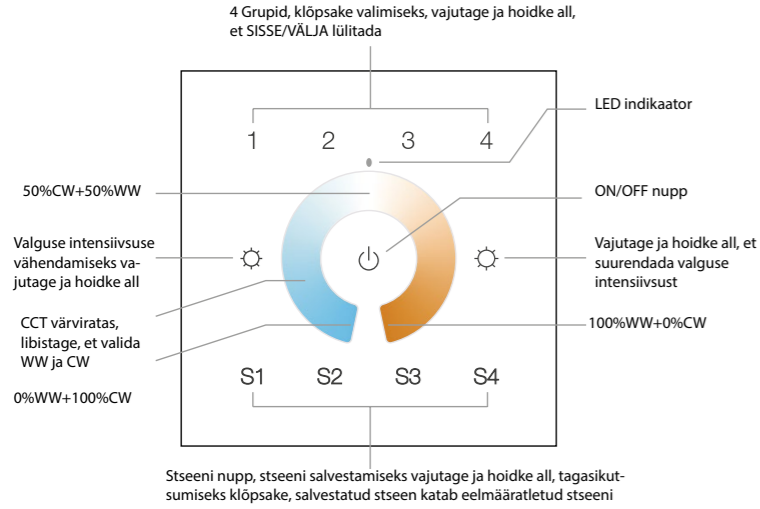 4 Grupid, klõpsake valimiseks, vajutage ja hoidke all,
et SISSE/VÄLJA lülitada
LED indikaator
1 2 3 4
50%CW+50%WW
ON/OFF nupp
Valguse intensiivsuse
vähendamiseks va-
jutage ja hoidke all
Vajutage ja hoidke all, et
suurendada valguse
intensiivsust
CCT värviratas,
libistage, et valida
WW ja CW
100%WW+0%CW
0%WW+100%CW
S1 S2 S3 S4
Stseeni nupp, stseeni salvestamiseks vajutage ja hoidke all, tagasikut-
sumiseks klõpsake, salvestatud stseen katab eelmääratletud stseeni